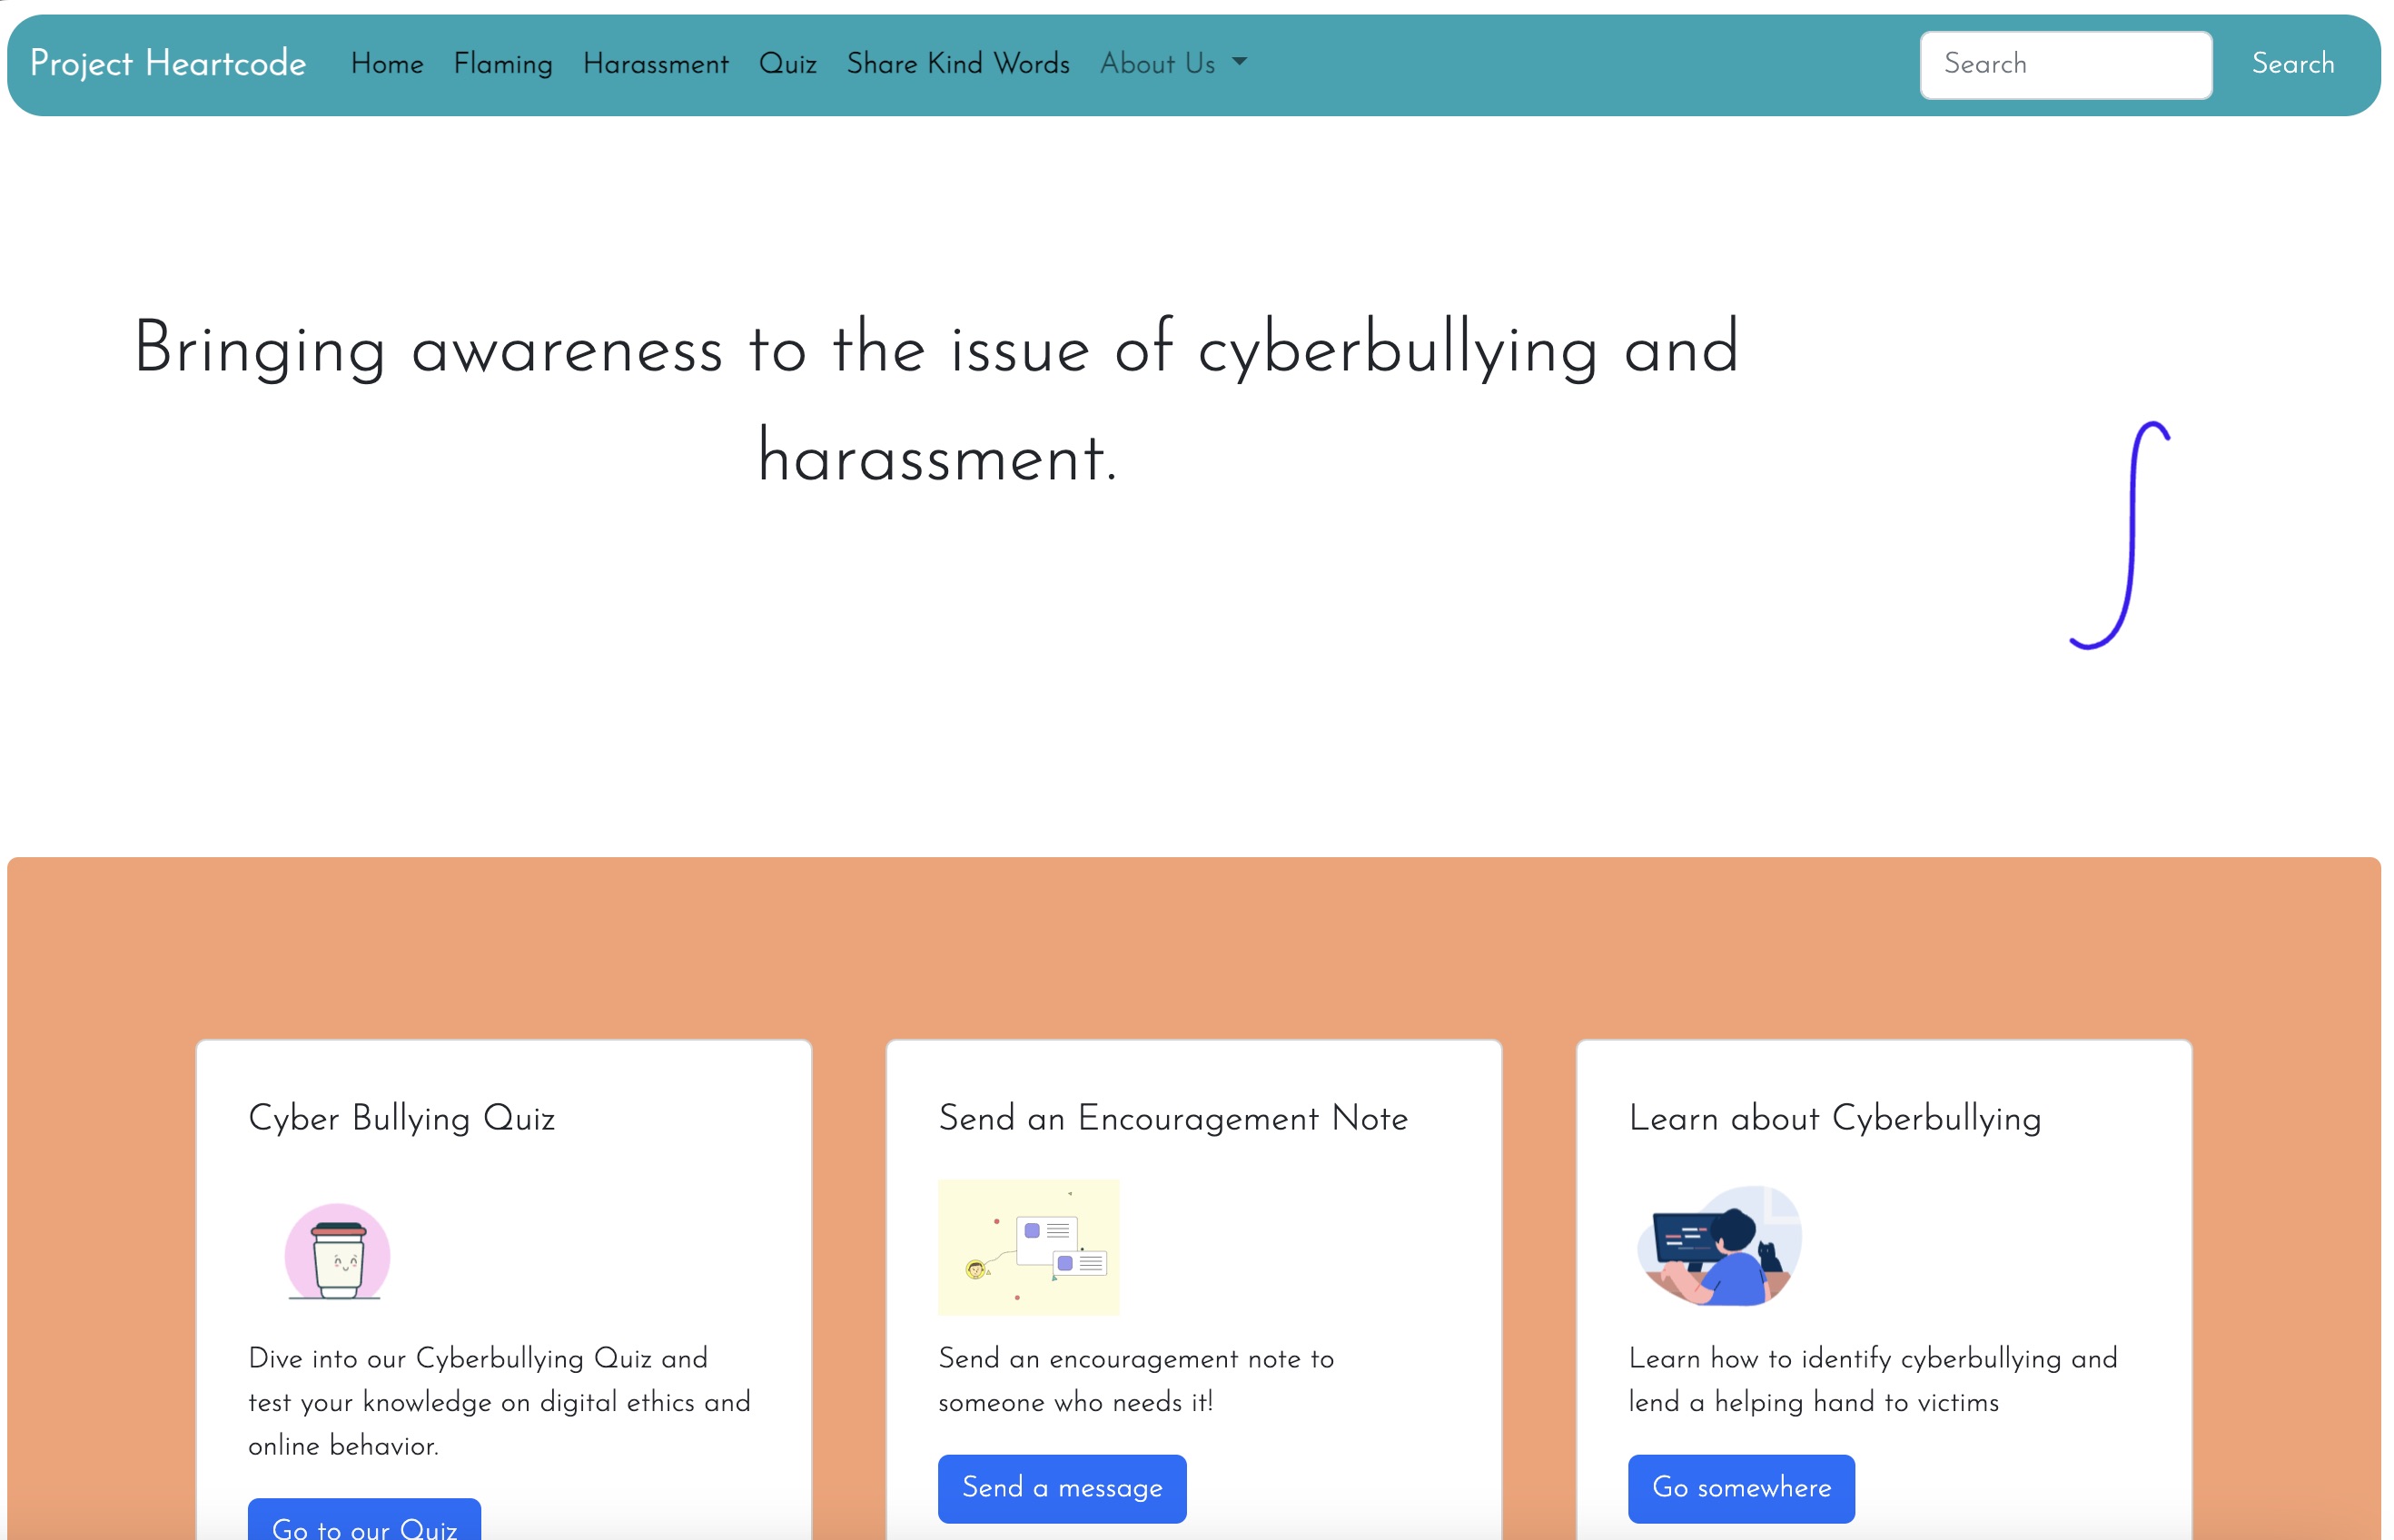 Project Heartcode Home Flaming Harassment Quiz Share Kind Words About Us Search Search
Bringing awareness to the issue of cyberbullying and
harassment.
Cyber Bullying Quiz
Dive into our Cyberbullying Quiz and
test your knowledge on digital ethics and
online behavior.
Go to our Quiz
Send an Encouragement Note
Send an encouragement note to
someone who needs it!
Send a message
Learn about Cyberbullying
Learn how to identify cyberbullying and
lend a helping hand to victims
Go somewhere